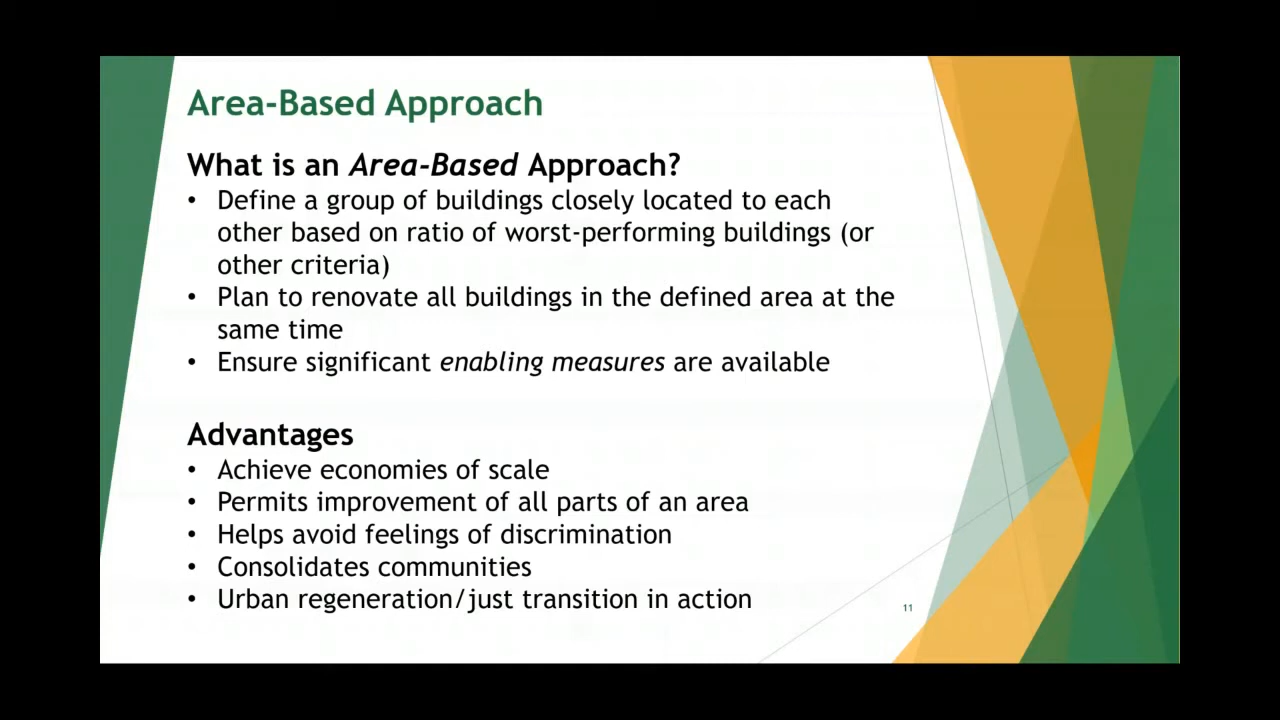 Area-Based Approach
What is an Area-Based Approach?
• Define a group of buildings closely located to each
other based on ratio of worst-performing buildings (or
other criteria)
• Plan to renovate all buildings in the defined area at the
same time
• Ensure significant enabling measures are available
Advantages
• Achieve economies of scale
• Permits improvement of all parts of an area
• Helps avoid feelings of discrimination
• Consolidates communities
• Urban regeneration/just transition in action
11